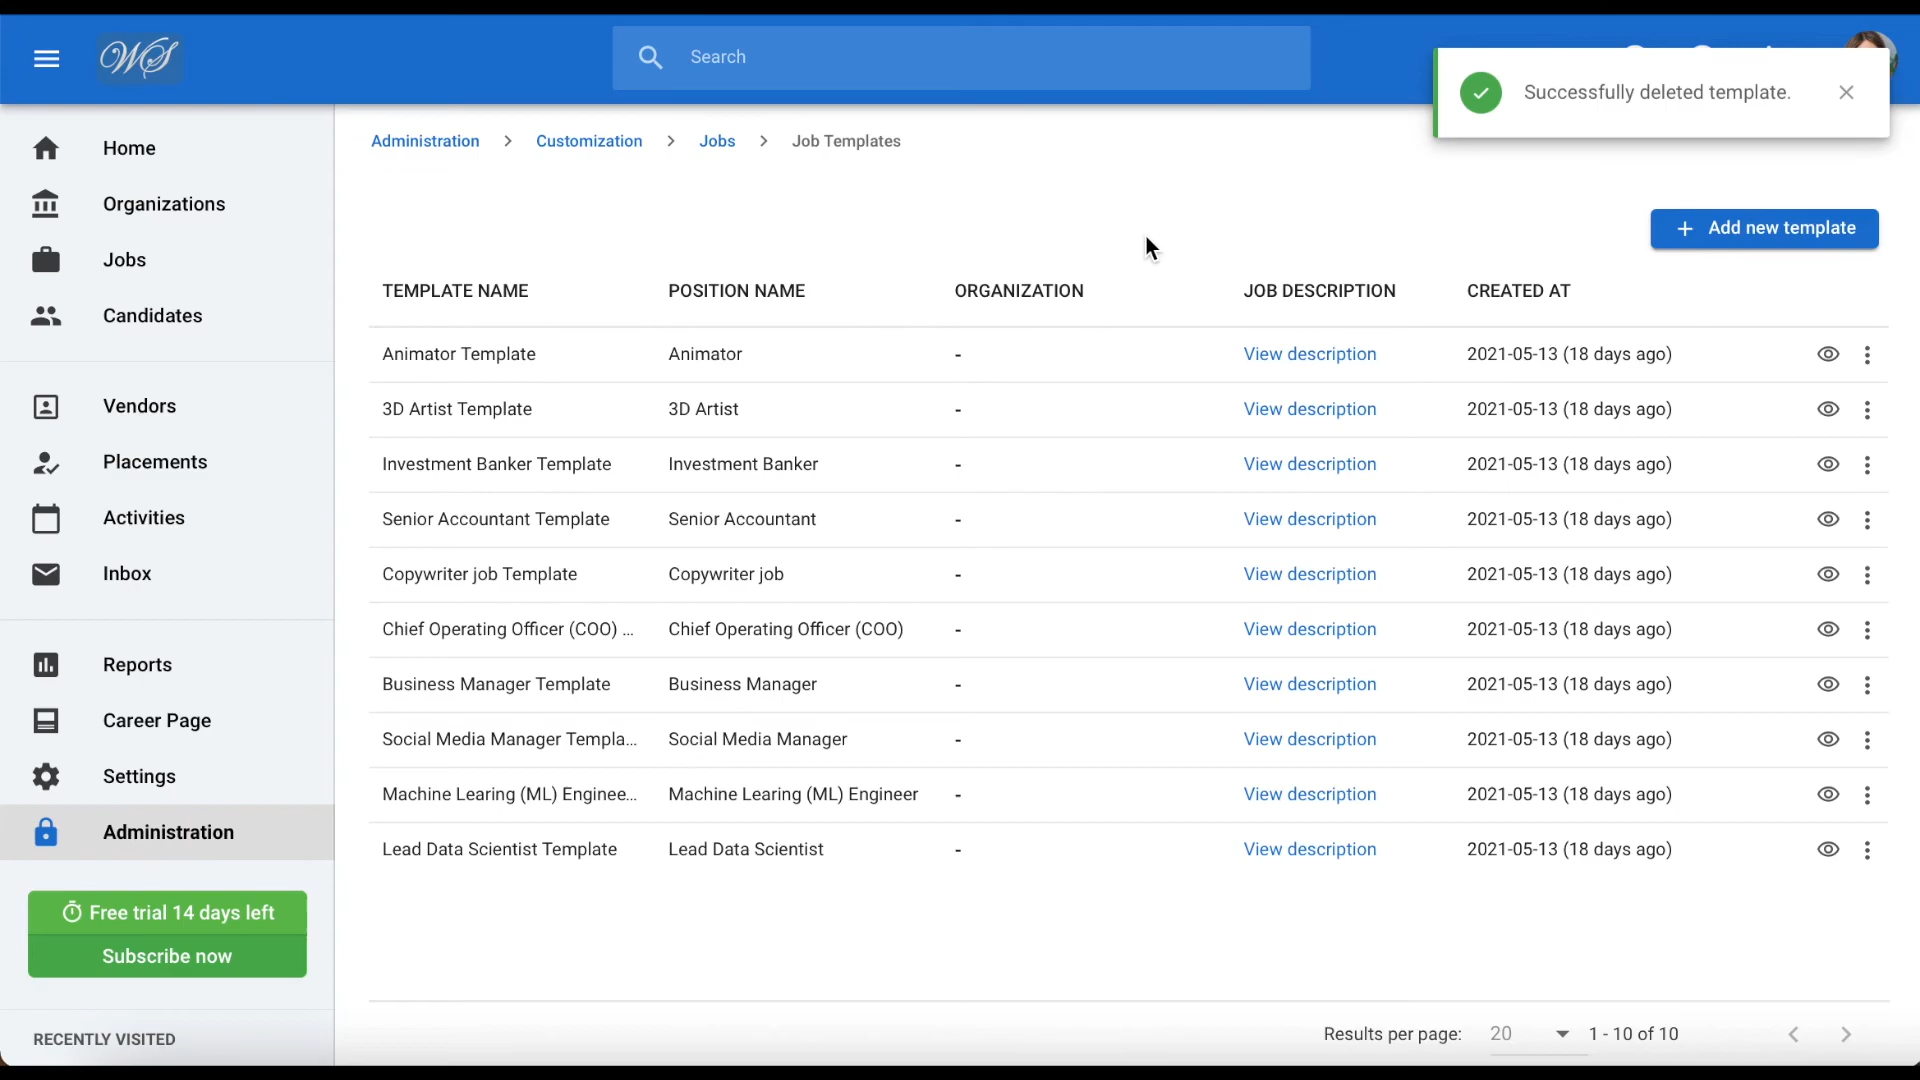 WS
Search
Successfully deleted template.
Home
Organizations
Jobs
Candidates
Vendors
Placements
Activities
Inbox
Reports
Career Page
Settings
Administration
Free trial 14 days left
Subscribe now
RECENTLY VISITED
Administration > Customization > Jobs > Job Templates
+ Add new template
TEMPLATE NAME POSITION NAME ORGANIZATION JOB DESCRIPTION CREATED AT
Animator Template Animator - View description 2021-05-13 (18 days ago)
3D Artist Template 3D Artist - View description 2021-05-13 (18 days ago)
Investment Banker Template Investment Banker - View description 2021-05-13 (18 days ago)
Senior Accountant Template Senior Accountant - View description 2021-05-13 (18 days ago)
Copywriter job Template Copywriter job - View description 2021-05-13 (18 days ago)
Chief Operating Officer (COO) ... Chief Operating Officer (COO) - View description 2021-05-13 (18 days ago)
Business Manager Template Business Manager - View description 2021-05-13 (18 days ago)
Social Media Manager Templa... Social Media Manager - View description 2021-05-13 (18 days ago)
Machine Learing (ML) Enginee... Machine Learing (ML) Engineer - View description 2021-05-13 (18 days ago)
Lead Data Scientist Template Lead Data Scientist - View description 2021-05-13 (18 days ago)
Results per page: 20 1 - 10 of 10